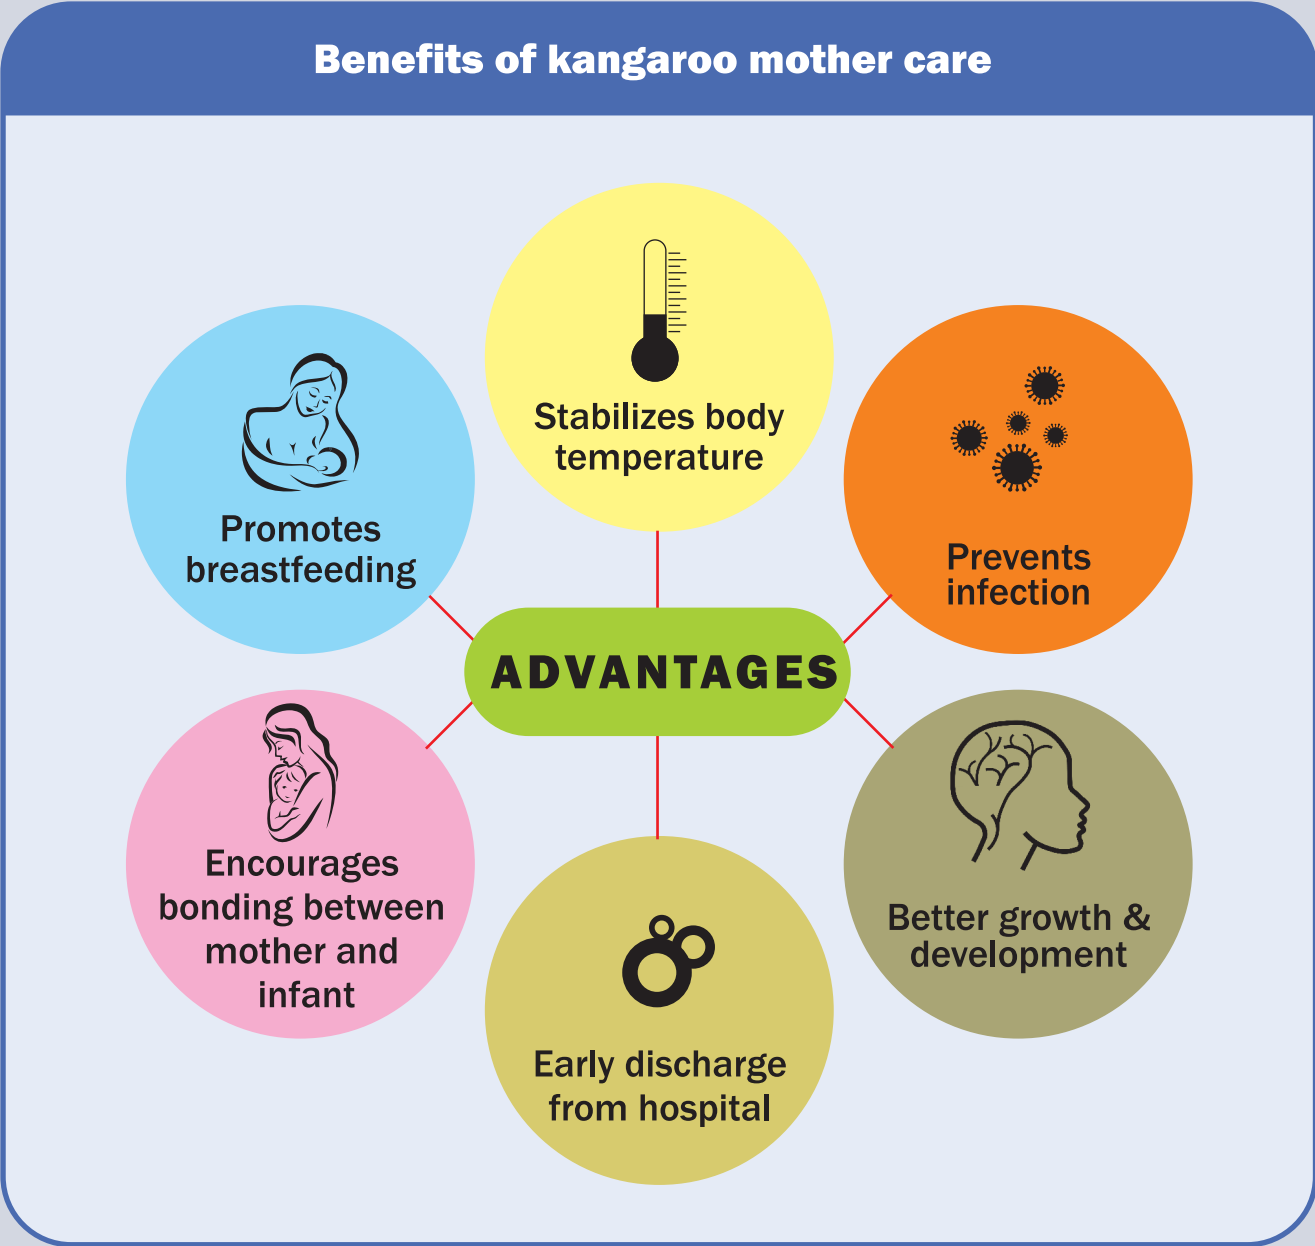 Benefits of kangaroo mother care
Stabilizes body
temperature
Promotes
breastfeeding
Prevents
infection
ADVANTAGES
Encourages
bonding between
mother and
infant
Better growth &
development
Early discharge
from hospital